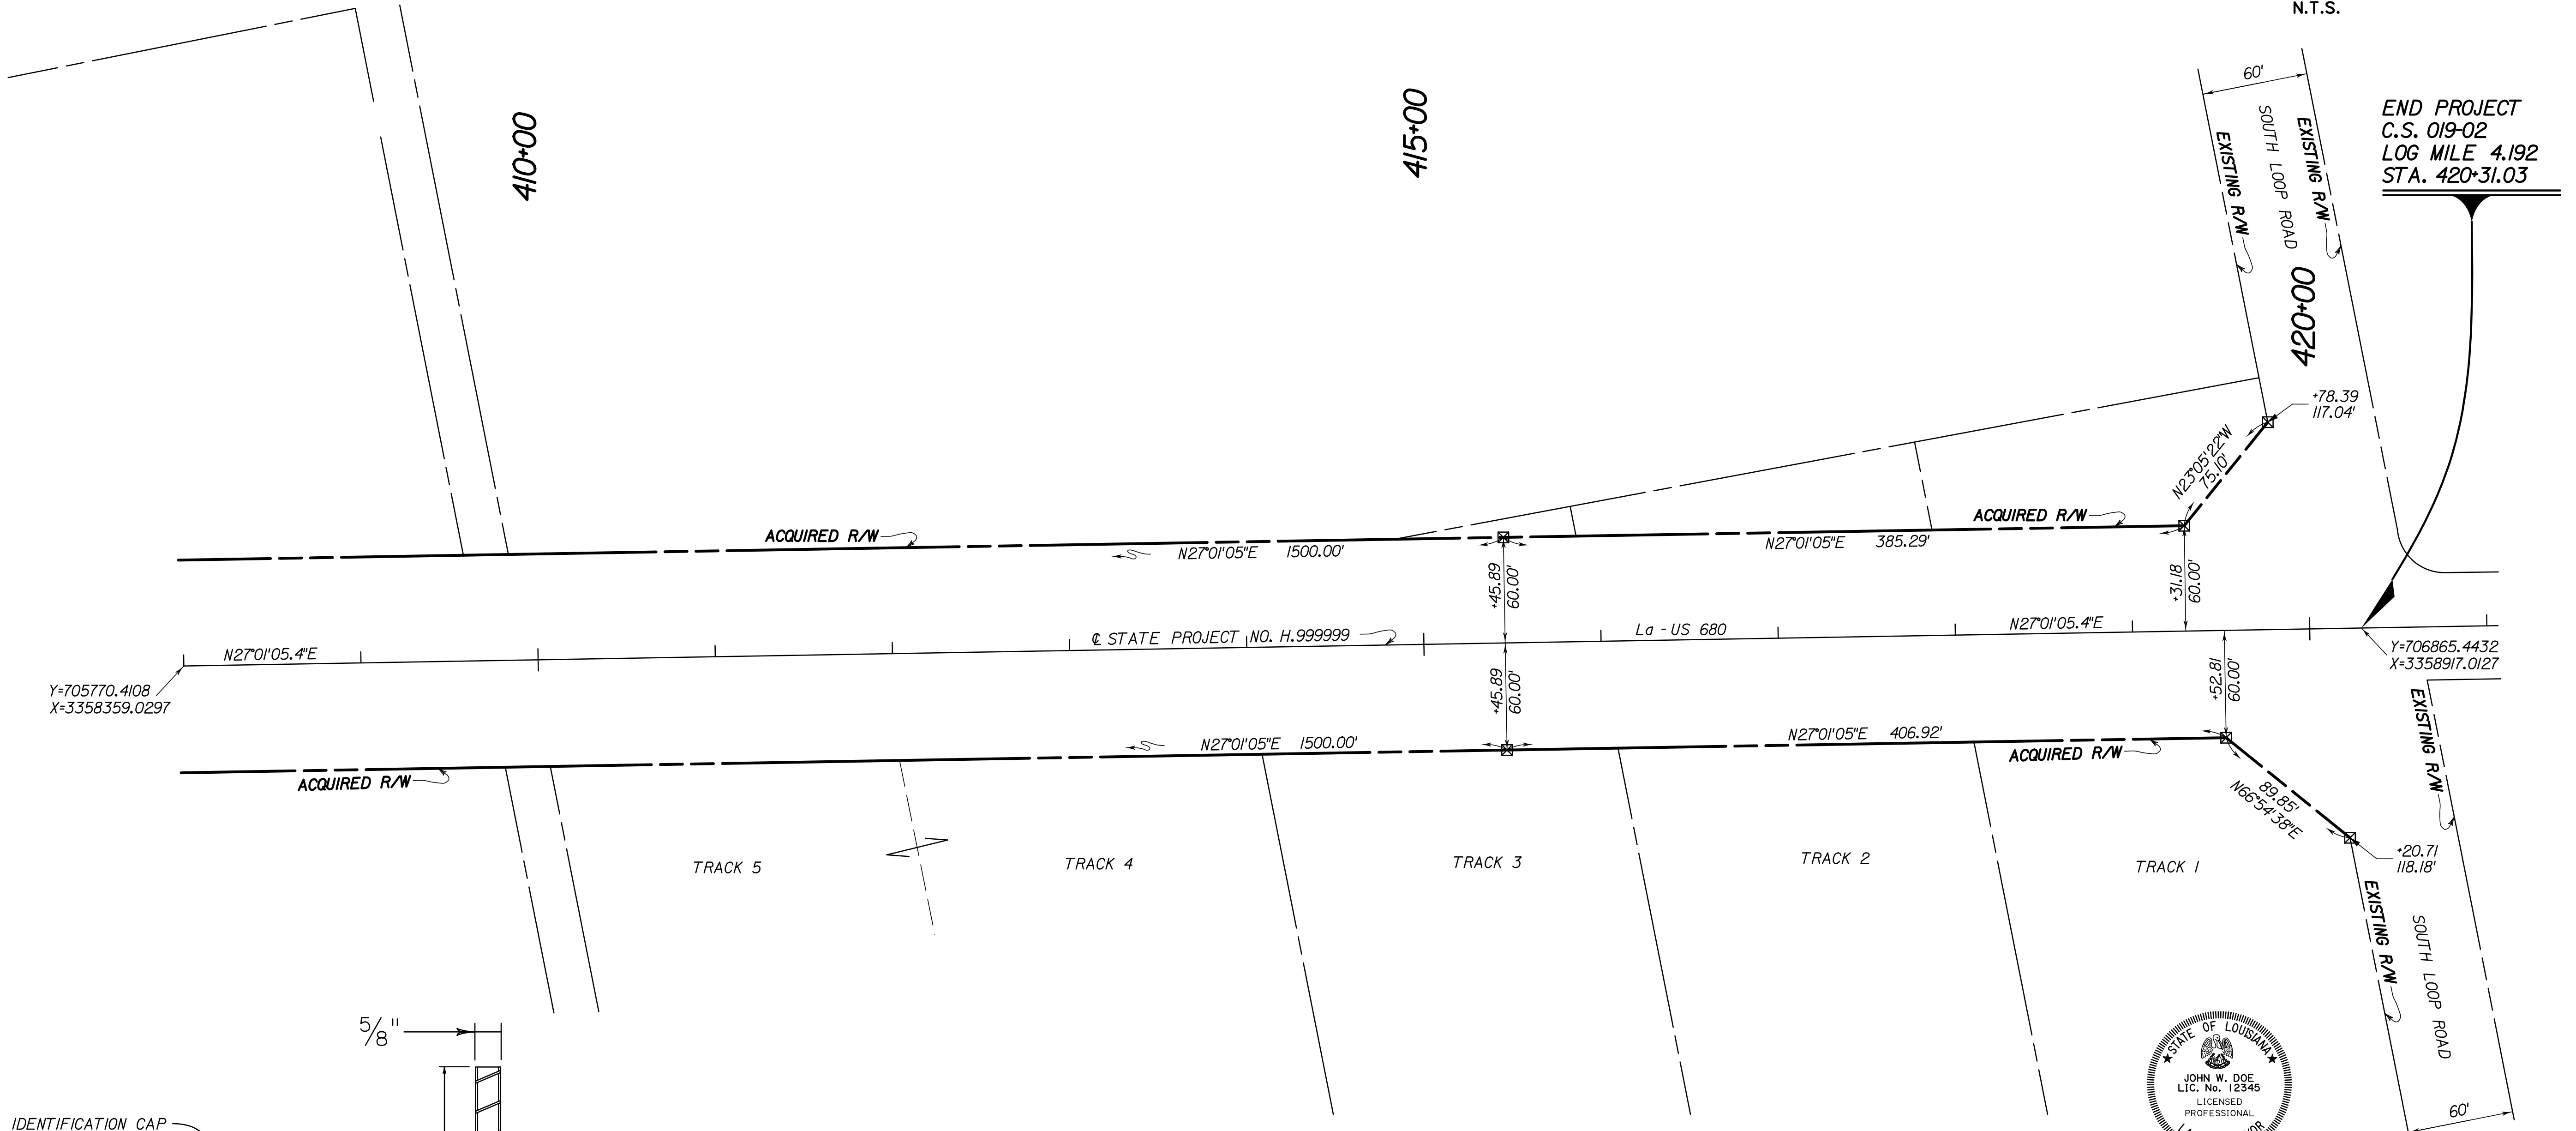 N.T.S.
60'
END PROJECT
C.S. 019-02
LOG MILE 4.192
STA. 420+31.03
410+00
415+00
420+00
EXISTING R/W
SOUTH LOOP ROAD
EXISTING R/W
+78.39
117.04'
N23°05'22"W
75.10'
ACQUIRED R/W
ACQUIRED R/W
N27°01'05"E 1500.00'
N27°01'05"E 385.29'
+45.89
60.00'
+31.18
60.00'
N27°01'05.4"E
℄ STATE PROJECT NO. H.999999
La - US 680
N27°01'05.4"E
Y=705770.4108
X=3358359.0297
Y=706865.4432
X=3358917.0127
+45.89
60.00'
+52.81
60.00'
N27°01'05"E 1500.00'
N27°01'05"E 406.92'
ACQUIRED R/W
ACQUIRED R/W
EXISTING R/W
89.85'
N66°54'38"E
+20.71
118.18'
TRACK 5
TRACK 4
TRACK 3
TRACK 2
TRACK 1
EXISTING R/W
SOUTH LOOP ROAD
60'
5/8"
IDENTIFICATION CAP
STATE OF LOUISIANA
JOHN W. DOE
LIC. No. 12345
LICENSED
PROFESSIONAL